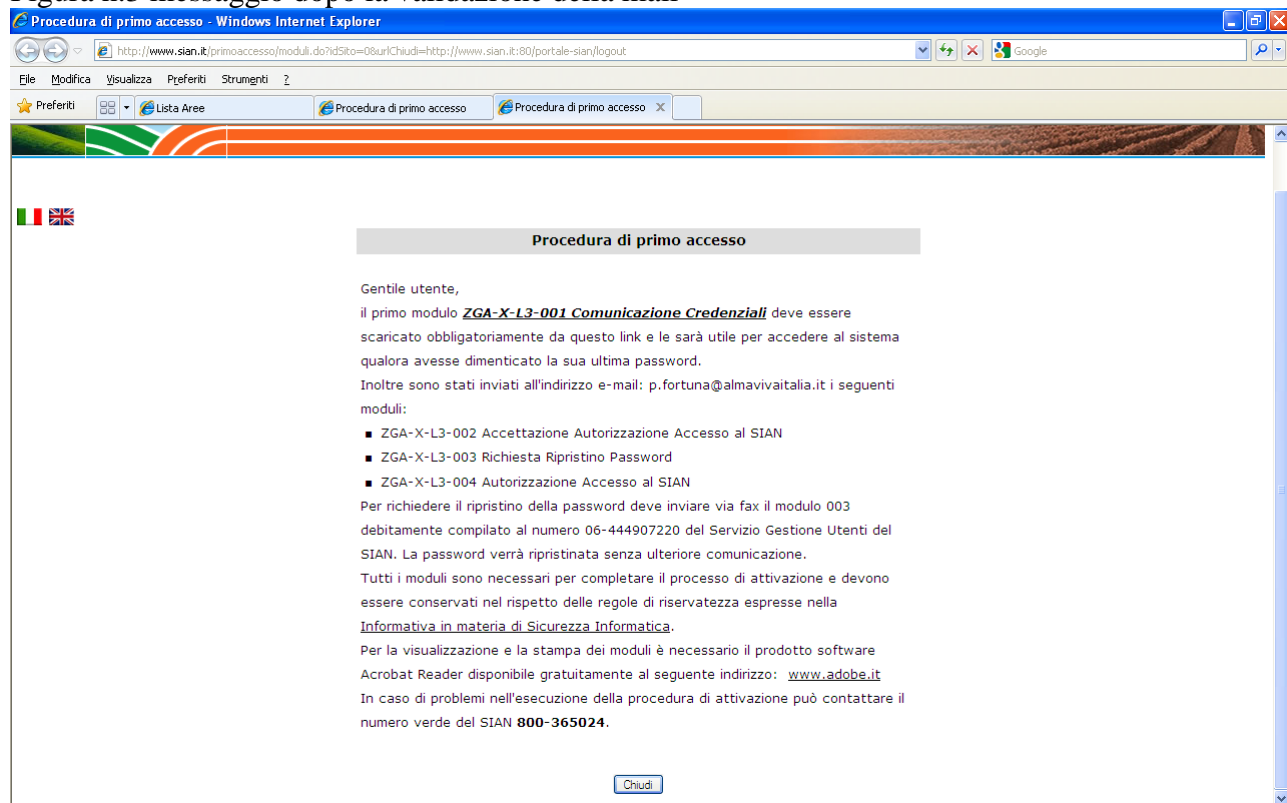 Procedura di primo accesso - Windows Internet Explorer
http://www.sian.it/primoaccesso/moduli.do?idSito=0&urlChiudi=http://www.sian.it:80/portale-sian/logout
Google
File Modifica Visualizza Preferiti Strumenti ?
Preferiti
Lista Aree
Procedura di primo accesso
Procedura di primo accesso X
Procedura di primo accesso
Gentile utente,
il primo modulo ZGA-X-L3-001 Comunicazione Credenziali deve essere
scaricato obbligatoriamente da questo link e le sarà utile per accedere al sistema
qualora avesse dimenticato la sua ultima password.
Inoltre sono stati inviati all'indirizzo e-mail: p.fortuna@almavivaitalia.it i seguenti
moduli:
ZGA-X-L3-002 Accettazione Autorizzazione Accesso al SIAN
ZGA-X-L3-003 Richiesta Ripristino Password
ZGA-X-L3-004 Autorizzazione Accesso al SIAN
Per richiedere il ripristino della password deve inviare via fax il modulo 003
debitamente compilato al numero 06-444907220 del Servizio Gestione Utenti del
SIAN. La password verrà ripristinata senza ulteriore comunicazione.
Tutti i moduli sono necessari per completare il processo di attivazione e devono
essere conservati nel rispetto delle regole di riservatezza espresse nella
Informativa in materia di Sicurezza Informatica.
Per la visualizzazione e la stampa dei moduli è necessario il prodotto software
Acrobat Reader disponibile gratuitamente al seguente indirizzo: www.adobe.it
In caso di problemi nell'esecuzione della procedura di attivazione può contattare il
numero verde del SIAN 800-365024.
Chiudi